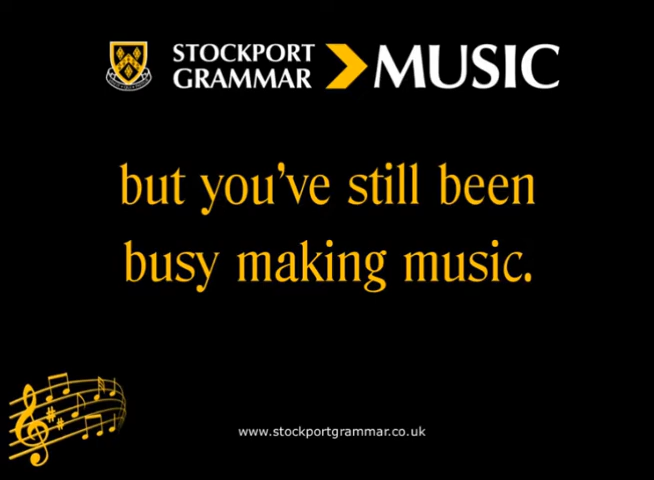 STOCKPORT
GRAMMAR
MUSIC
but you've still been
busy making music.
www.stockportgrammar.co.uk